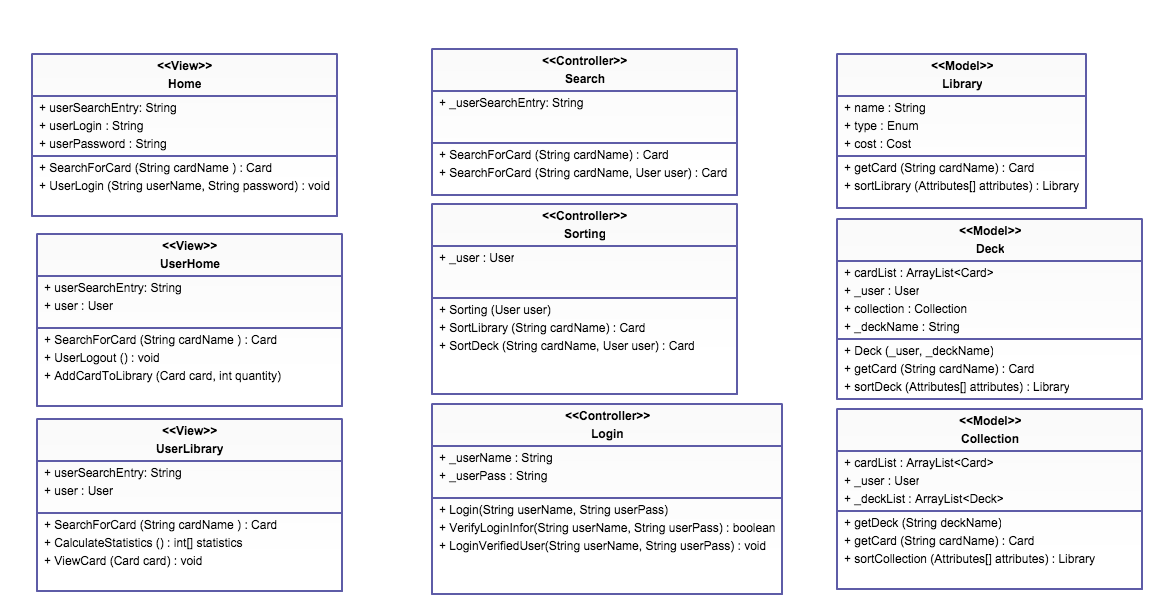 <<View>>
Home
+ userSearchEntry: String
+ userLogin : String
+ userPassword : String
+ SearchForCard (String cardName ) : Card
+ UserLogin (String userName, String password) : void
<<View>>
UserHome
+ userSearchEntry: String
+ user : User
+ SearchForCard (String cardName ) : Card
+ UserLogout () : void
+ AddCardToLibrary (Card card, int quantity)
<<View>>
UserLibrary
+ userSearchEntry: String
+ user : User
+ SearchForCard (String cardName ) : Card
+ CalculateStatistics () : int[] statistics
+ ViewCard (Card card) : void
<<Controller>>
Search
+ _userSearchEntry: String
+ SearchForCard (String cardName) : Card
+ SearchForCard (String cardName, User user) : Card
<<Controller>>
Sorting
+ _user : User
+ Sorting (User user)
+ SortLibrary (String cardName) : Card
+ SortDeck (String cardName, User user) : Card
<<Controller>>
Login
+ _userName : String
+ _userPass : String
+ Login(String userName, String userPass)
+ VerifyLoginInfor(String userName, String userPass) : boolean
+ LoginVerifiedUser(String userName, String userPass) : void
<<Model>>
Library
+ name : String
+ type : Enum
+ cost : Cost
+ getCard (String cardName) : Card
+ sortLibrary (Attributes[] attributes) : Library
<<Model>>
Deck
+ cardList : ArrayList<Card>
+ _user : User
+ collection : Collection
+ _deckName : String
+ Deck (_user, _deckName)
+ getCard (String cardName) : Card
+ sortDeck (Attributes[] attributes) : Library
<<Model>>
Collection
+ cardList : ArrayList<Card>
+ _user : User
+ _deckList : ArrayList<Deck>
+ getDeck (String deckName)
+ getCard (String cardName) : Card
+ sortCollection (Attributes[] attributes) : Library